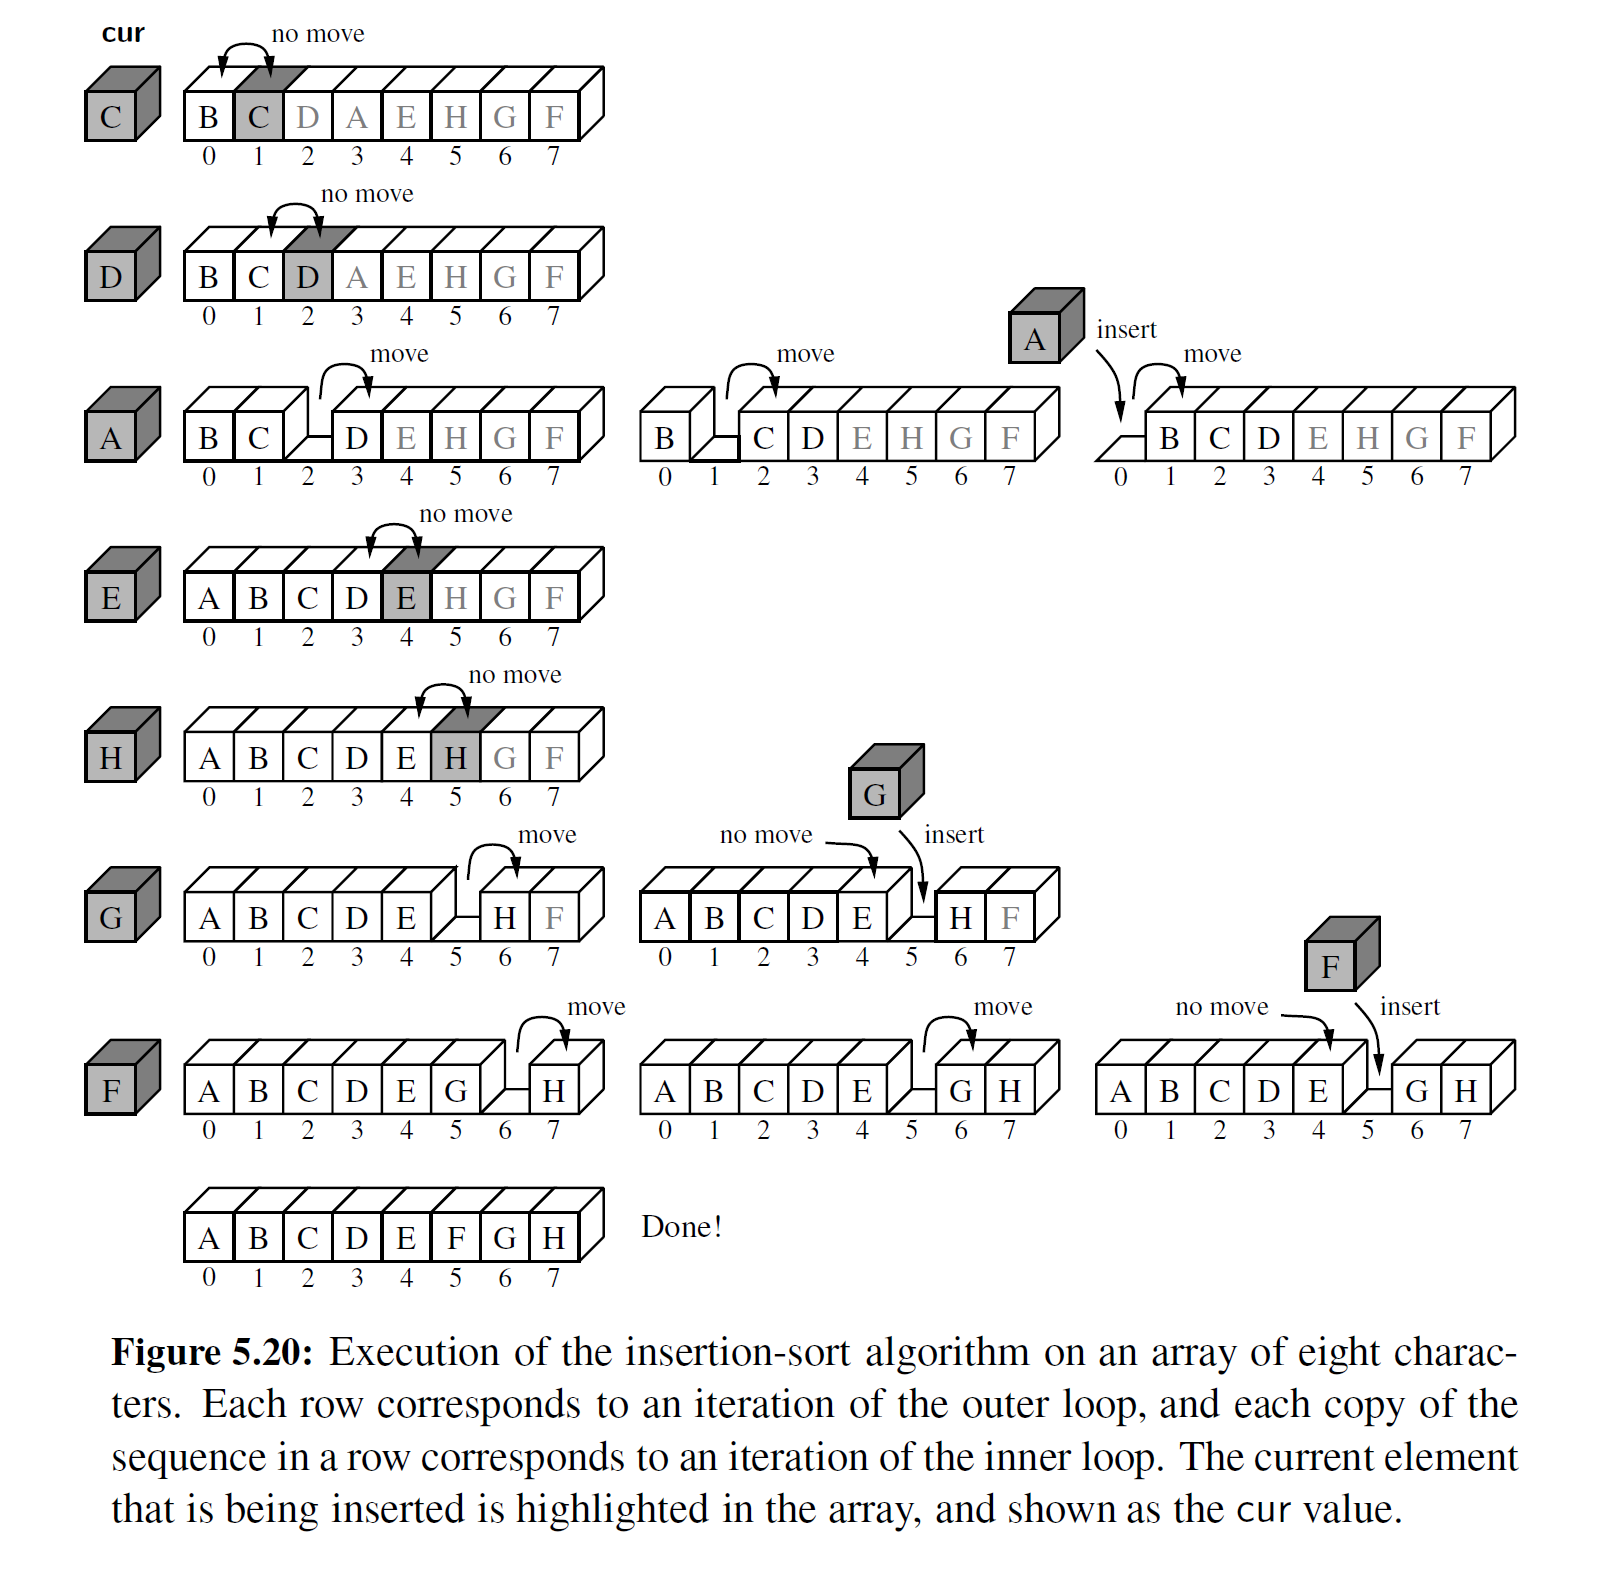 cur no move
C B C D A E H G F
0 1 2 3 4 5 6 7
no move
D B C D A E H G F
0 1 2 3 4 5 6 7
A insert
move move move
A B C D E H G F B C D E H G F B C D E H G F
0 1 2 3 4 5 6 7 0 1 2 3 4 5 6 7 0 1 2 3 4 5 6 7
no move
E A B C D E H G F
0 1 2 3 4 5 6 7
no move
H A B C D E H G F
0 1 2 3 4 5 6 7
G
move no move insert
G A B C D E H F A B C D E H F
0 1 2 3 4 5 6 7 0 1 2 3 4 5 6 7
F
move move no move insert
F A B C D E G H A B C D E G H A B C D E G H
0 1 2 3 4 5 6 7 0 1 2 3 4 5 6 7 0 1 2 3 4 5 6 7
A B C D E F G H Done!
0 1 2 3 4 5 6 7
Figure 5.20: Execution of the insertion-sort algorithm on an array of eight charac-
ters. Each row corresponds to an iteration of the outer loop, and each copy of the
sequence in a row corresponds to an iteration of the inner loop. The current element
that is being inserted is highlighted in the array, and shown as the cur value.